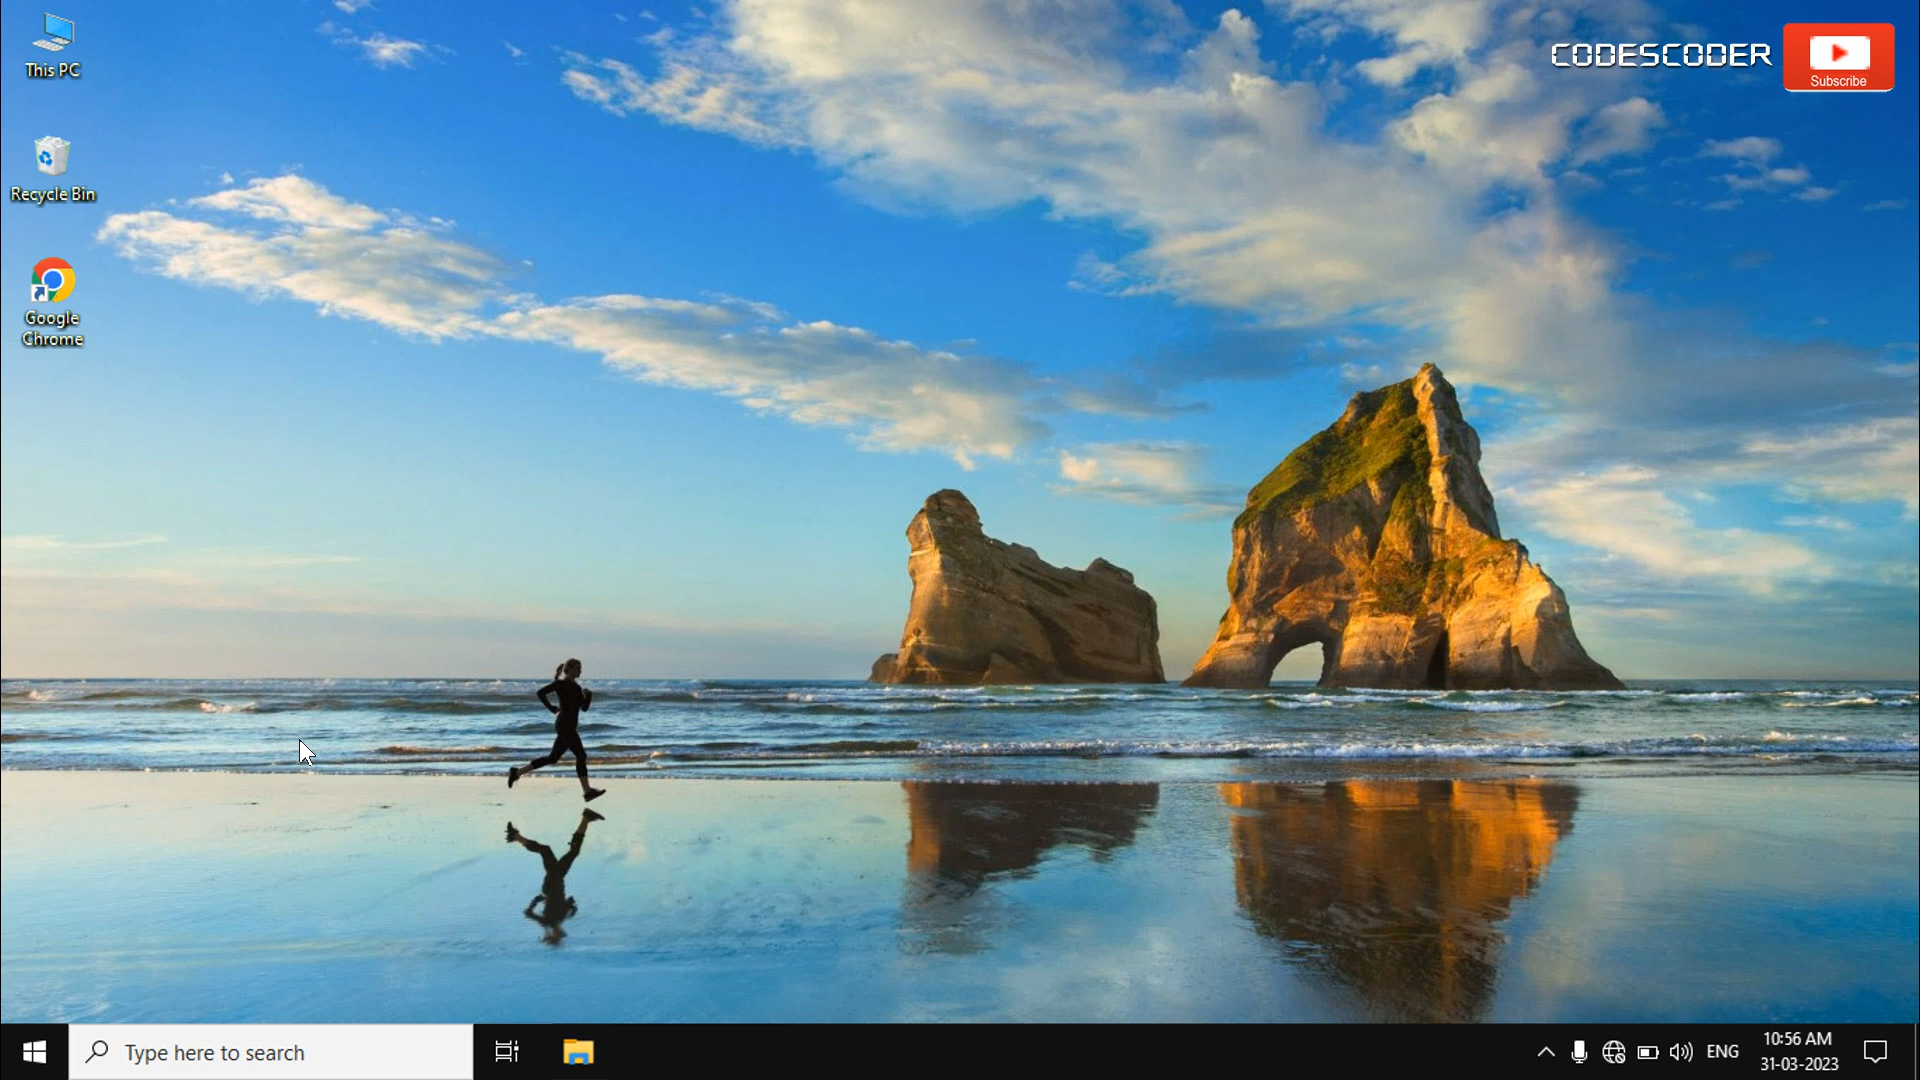 This PC
CODESCODER
Subscribe
Recycle Bin
Google
Chrome
Type here to search
ENG
10:56 AM
31-03-2023